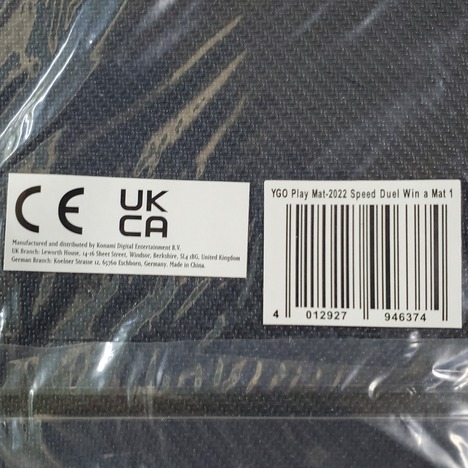 CE UK
CA
Manufactured and distributed by Konami Digital Entertainment B.V.
UK Branch: Leworth House, 14-16 Sheet Street, Windsor, Berkshire, SL4 1BG, United Kingdom
German Branch: Koelner Strasse 12, 65760 Eschborn, Germany. Made in China.
YGO Play Mat-2022 Speed Duel Win a Mat 1
4 012927 946374